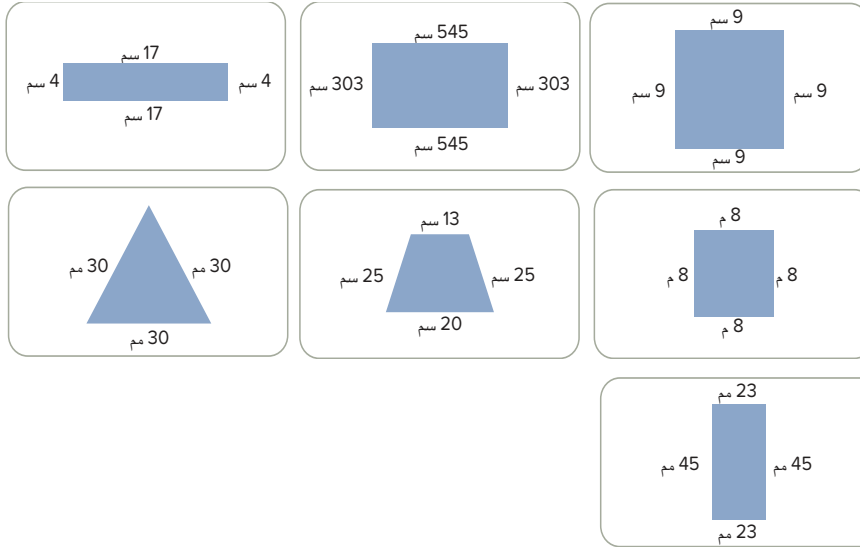 9 سم
9 سم
9 سم
9 سم
545 سم
303 سم
303 سم
545 سم
17 سم
4 سم
4 سم
17 سم
8 م
8 م
8 م
8 م
13 سم
25 سم
25 سم
20 سم
30 مم
30 مم
30 مم
23 مم
45 مم
45 مم
23 مم